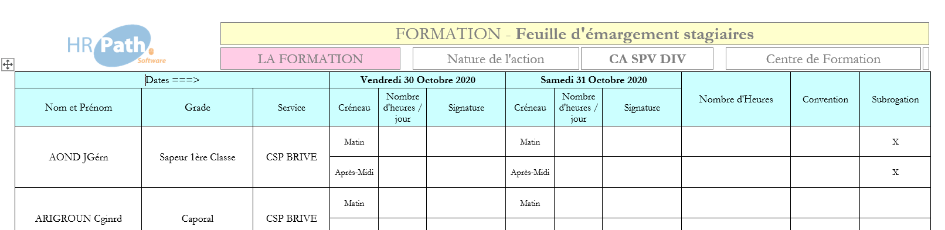 HR Path.
Software
FORMATION - Feuille d'émargement stagiaires
LA FORMATION Nature de l'action CA SPV DIV Centre de Formation
Dates ===> Vendredi 30 Octobre 2020 Samedi 31 Octobre 2020
Nom et Prénom Grade Service Créneau Nombre d'heures / jour Signature Créneau Nombre d'heures / jour Signature Nombre d'Heures Convention Subrogation
AOND JGérn Sapeur 1ère Classe CSP BRIVE
Matin Matin X
Après-Midi Après-Midi X
ARIGROUN Cginrd Caporal CSP BRIVE
Matin Matin